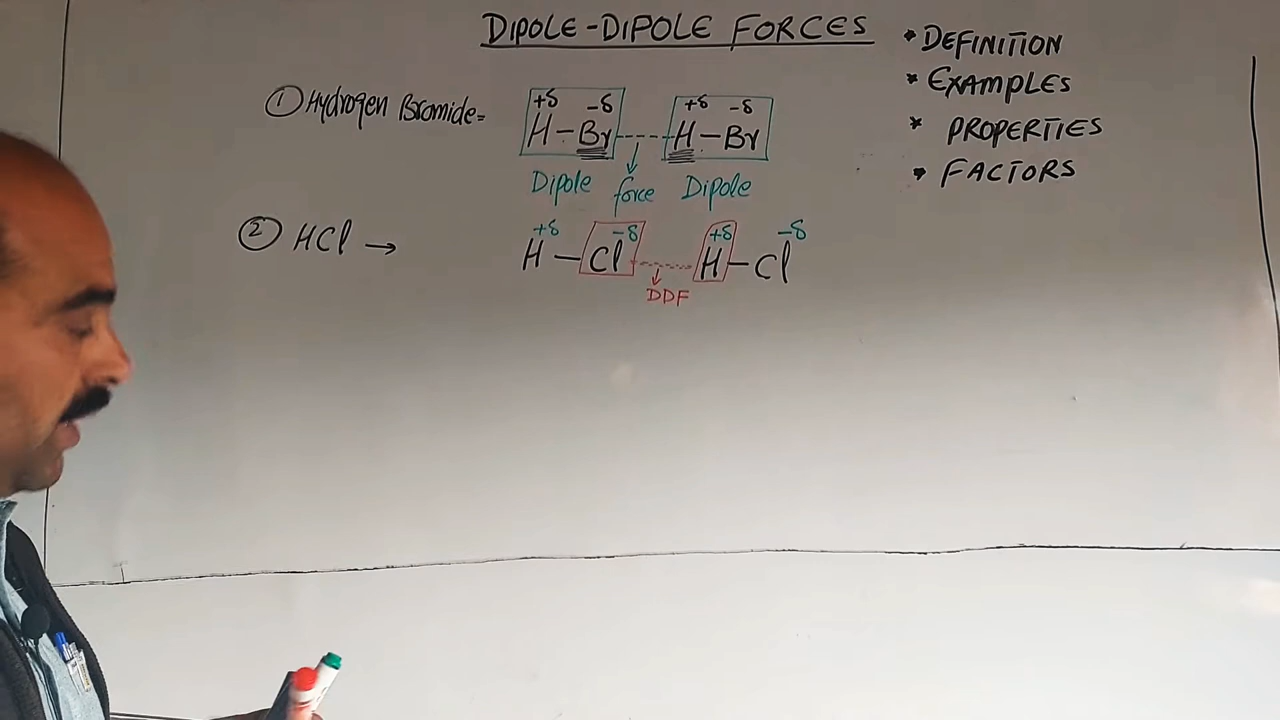 DIPOLE-DIPOLE FORCES
* DEFINITION
* EXAMPLES
* PROPERTIES
* FACTORS
① Hydrogen Bromide=
+δ -δ +δ -δ
H-Br----H-Br
Dipole force Dipole
② HCl →
+δ -δ +δ -δ
H-Cl------H-Cl
DDF